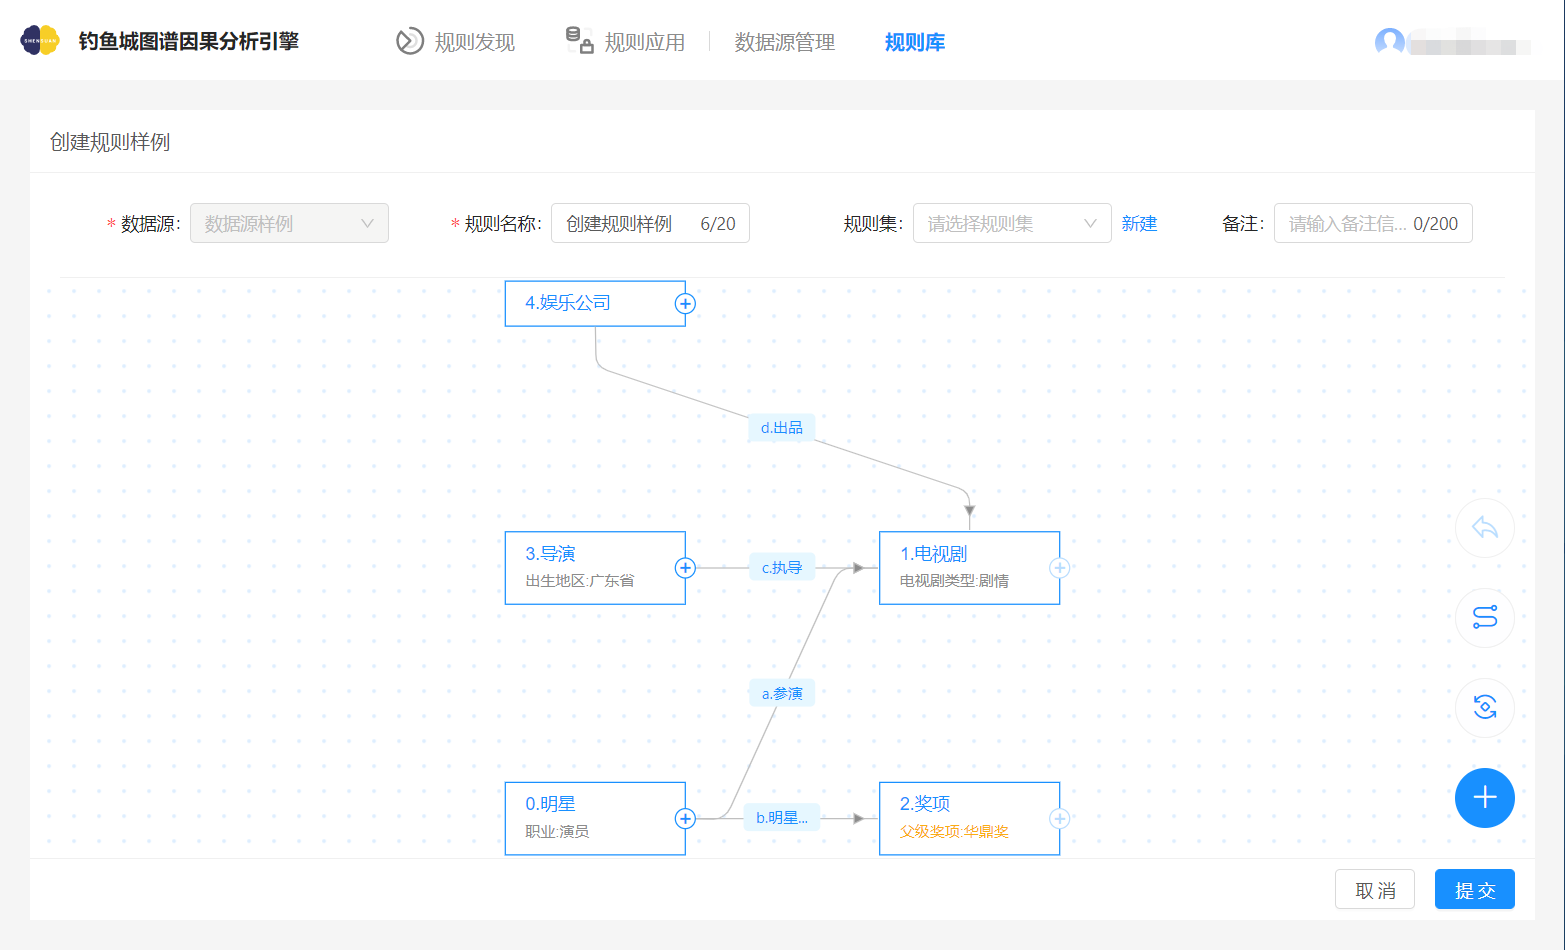 SHENDUAN
钓鱼城图谱因果分析引擎
规则发现
规则应用
数据源管理
规则库
创建规则样例
* 数据源:
数据源样例
* 规则名称:
创建规则样例 6/20
规则集:
请选择规则集
新建
备注:
请输入备注信... 0/200
4.娱乐公司
d.出品
3.导演
出生地区:广东省
c.执导
1.电视剧
电视剧类型:剧情
a.参演
0.明星
职业:演员
b.明星...
2.奖项
父级奖项:华鼎奖
取 消
提 交